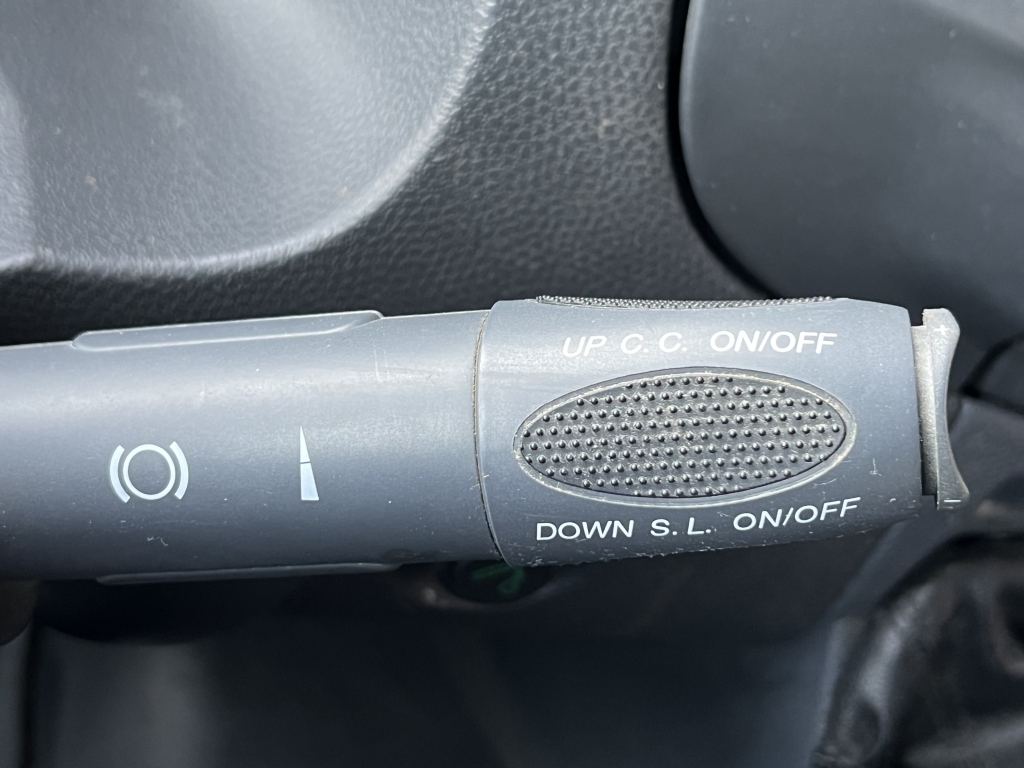 UP C.C. ON/OFF
+
DOWN S.L. ON/OFF
−